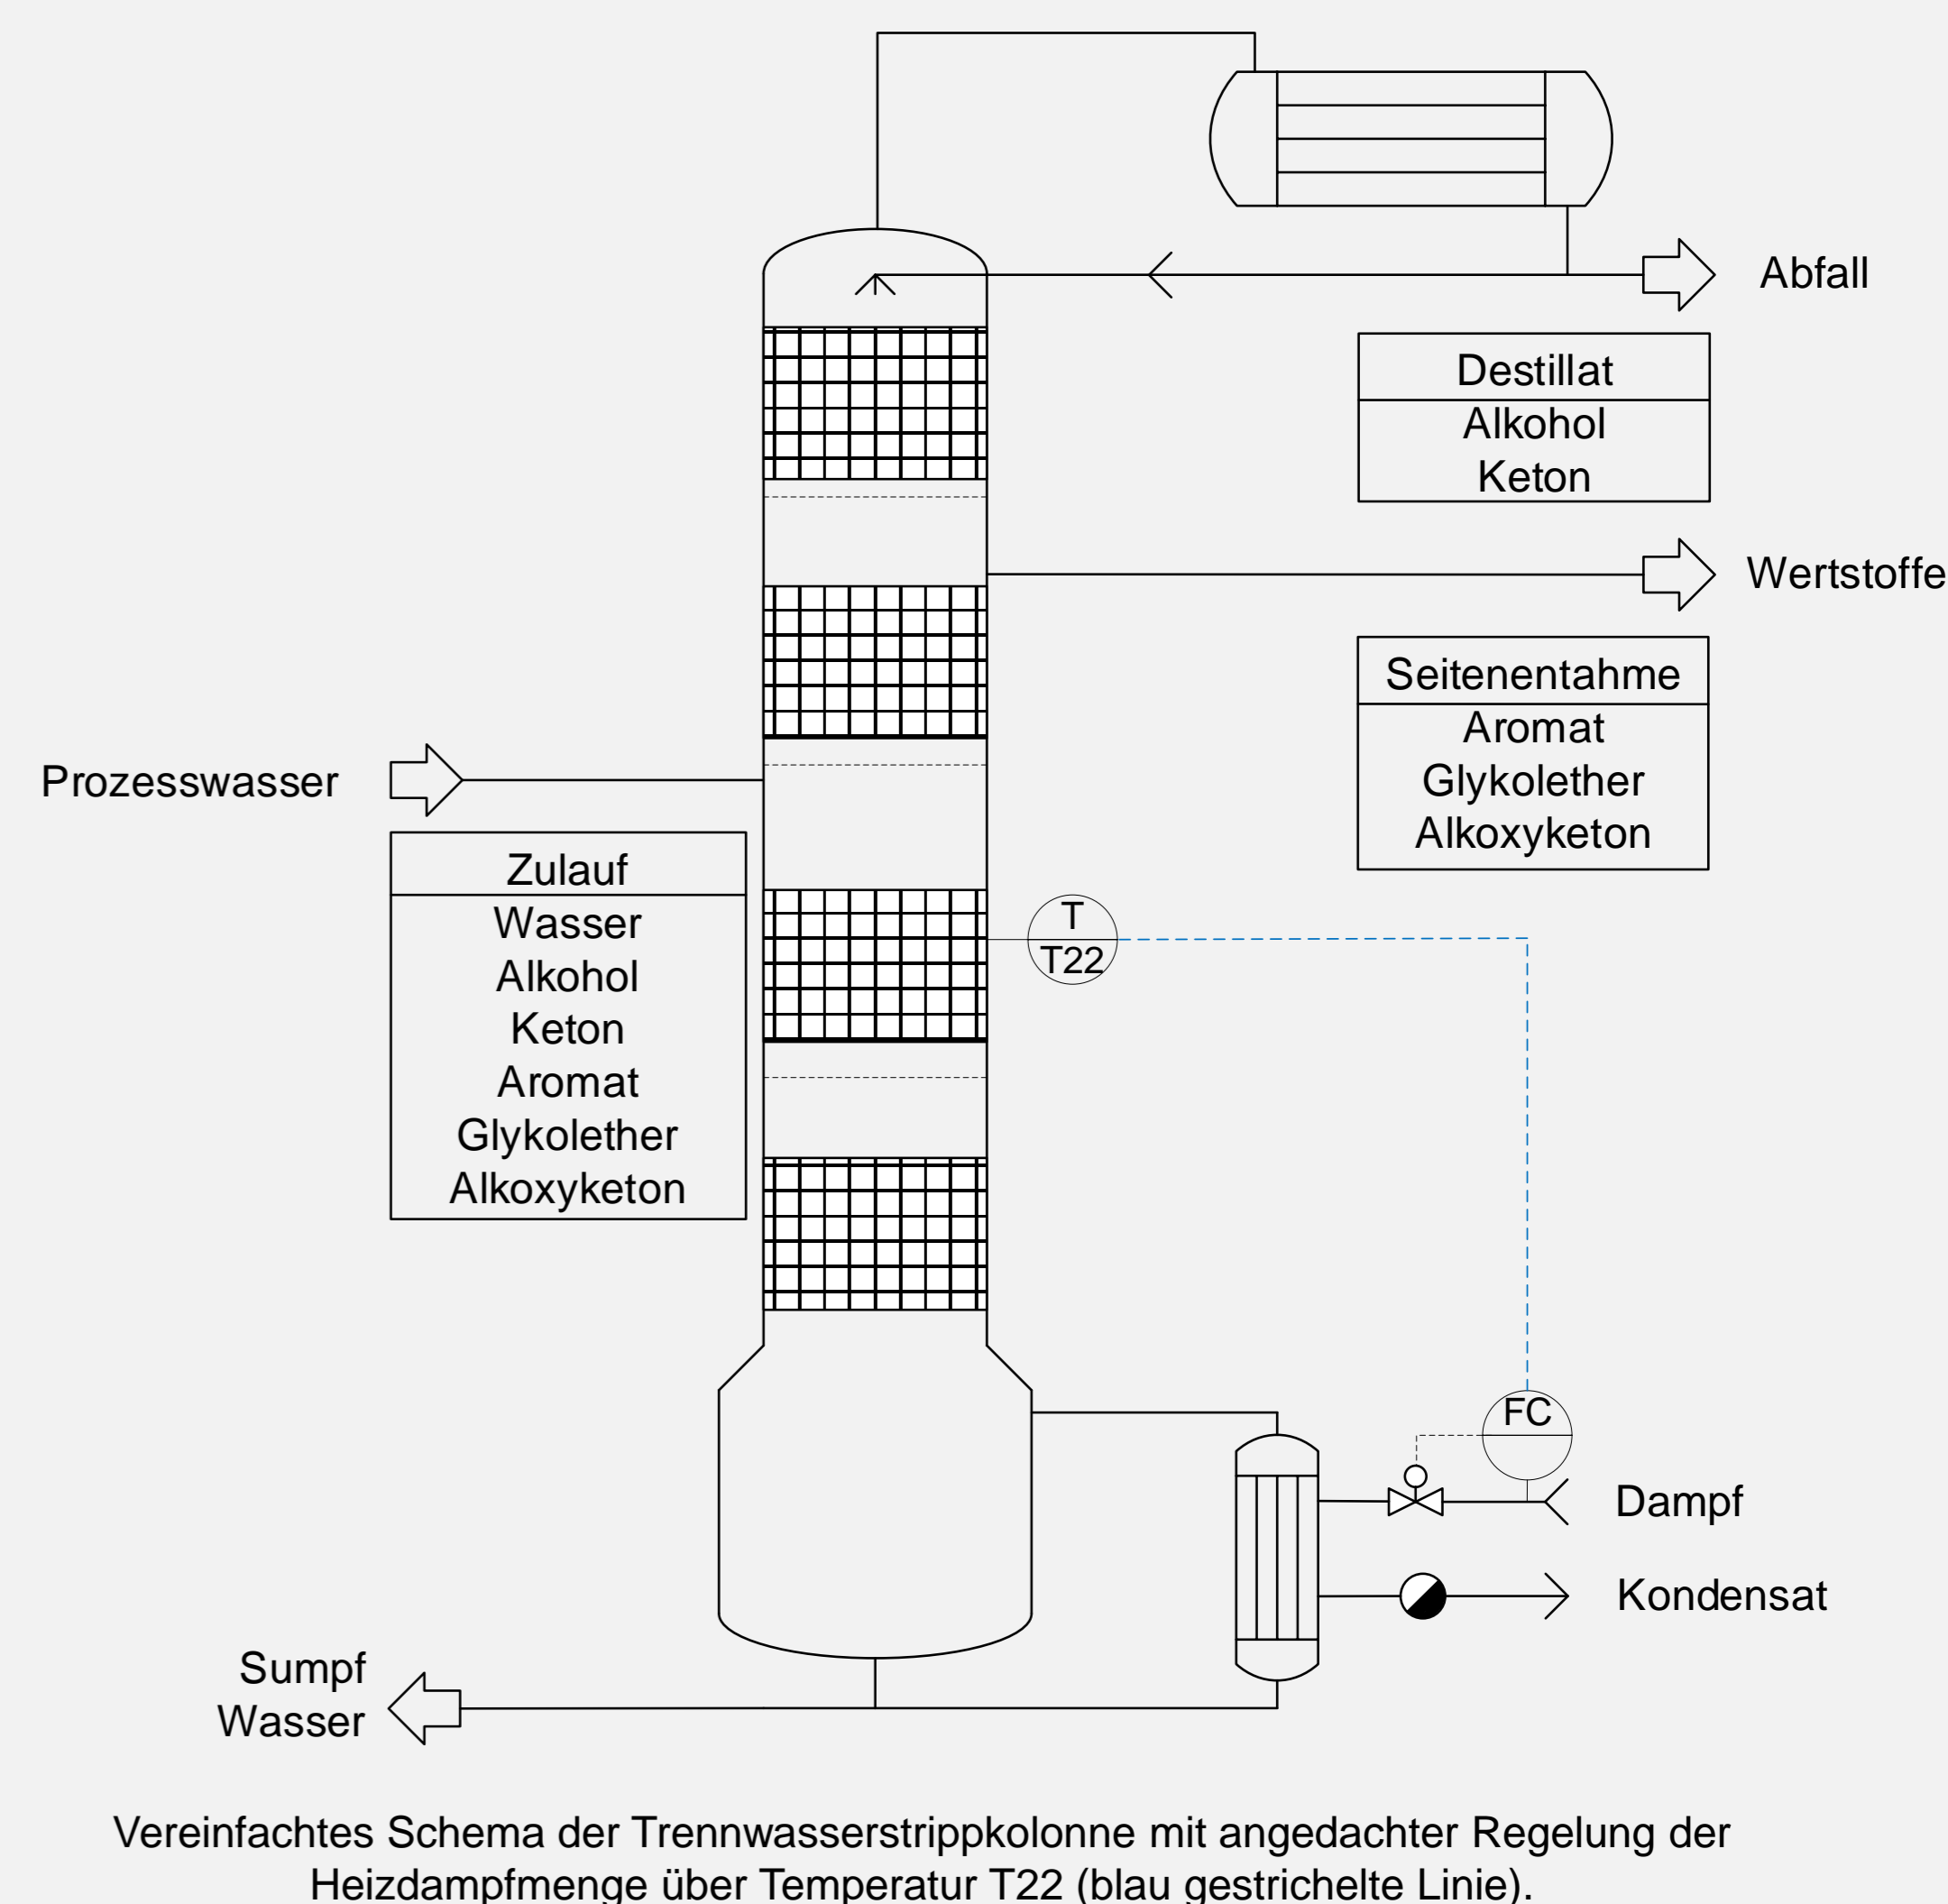 Abfall
Destillat
Alkohol
Keton
Wertstoffe
Seitenentahme
Aromat
Glykolether
Alkoxyketon
Prozesswasser
Zulauf
Wasser
Alkohol
Keton
Aromat
Glykolether
Alkoxyketon
T
T22
FC
Dampf
Kondensat
Sumpf
Wasser
Vereinfachtes Schema der Trennwasserstrippkolonne mit angedachter Regelung der
Heizdampfmenge über Temperatur T22 (blau gestrichelte Linie).